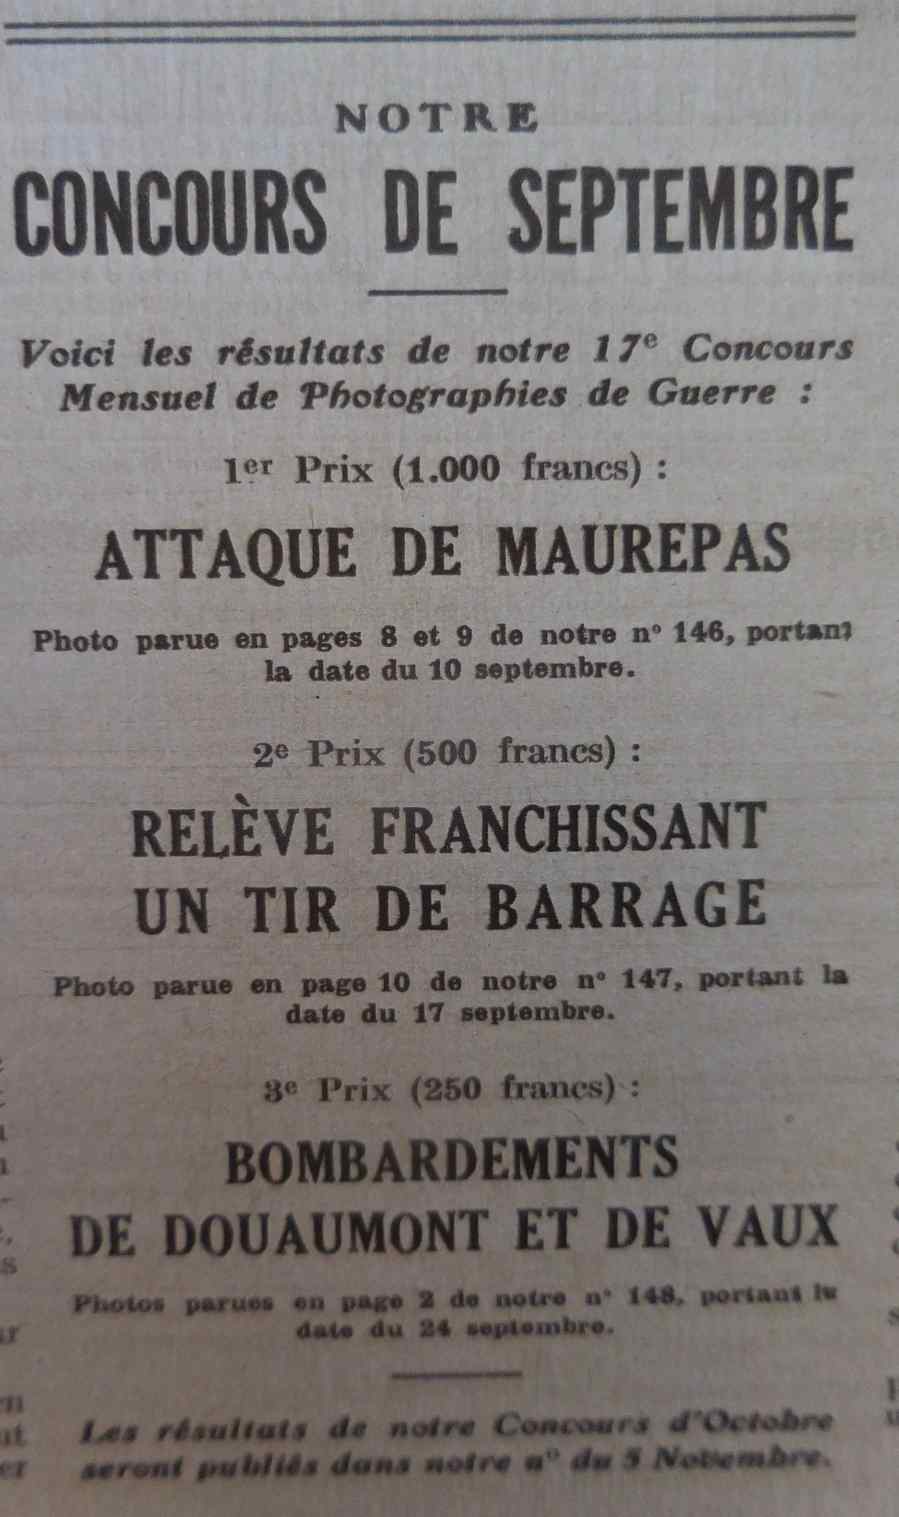 NOTRE
CONCOURS DE SEPTEMBRE
Voici les résultats de notre 17e Concours
Mensuel de Photographies de Guerre :
1er Prix (1.000 francs) :
ATTAQUE DE MAUREPAS
Photo parue en pages 8 et 9 de notre n° 146, portant
la date du 10 septembre.
2e Prix (500 francs) :
RELÈVE FRANCHISSANT
UN TIR DE BARRAGE
Photo parue en page 10 de notre n° 147, portant la
date du 17 septembre.
3e Prix (250 francs) :
BOMBARDEMENTS
DE DOUAUMONT ET DE VAUX
Photos parues en page 2 de notre n° 148, portant la
date du 24 septembre.
Les résultats de notre Concours d'Octobre
seront publiés dans notre n° du 5 Novembre.